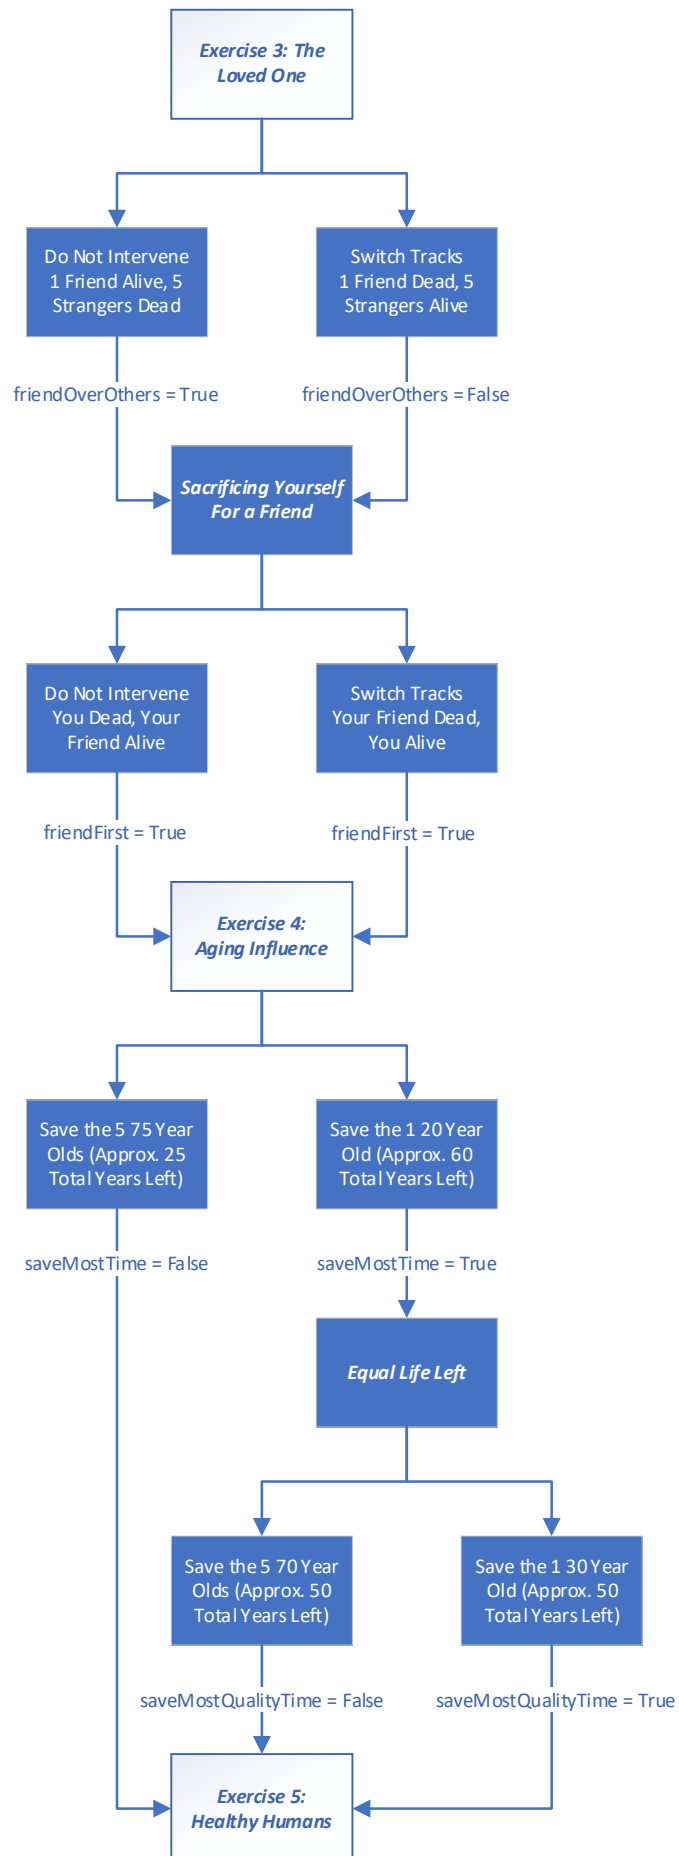 Exercise 3: The
Loved One
Do Not Intervene
1 Friend Alive, 5
Strangers Dead
Switch Tracks
1 Friend Dead, 5
Strangers Alive
friendOverOthers = True
friendOverOthers = False
Sacrificing Yourself
For a Friend
Do Not Intervene
You Dead, Your
Friend Alive
Switch Tracks
Your Friend Dead,
You Alive
friendFirst = True
friendFirst = True
Exercise 4:
Aging Influence
Save the 5 75 Year
Olds (Approx. 25
Total Years Left)
Save the 1 20 Year
Old (Approx. 60
Total Years Left)
saveMostTime = False
saveMostTime = True
Equal Life Left
Save the 5 70 Year
Olds (Approx. 50
Total Years Left)
Save the 1 30 Year
Old (Approx. 50
Total Years Left)
saveMostQualityTime = False
saveMostQualityTime = True
Exercise 5:
Healthy Humans